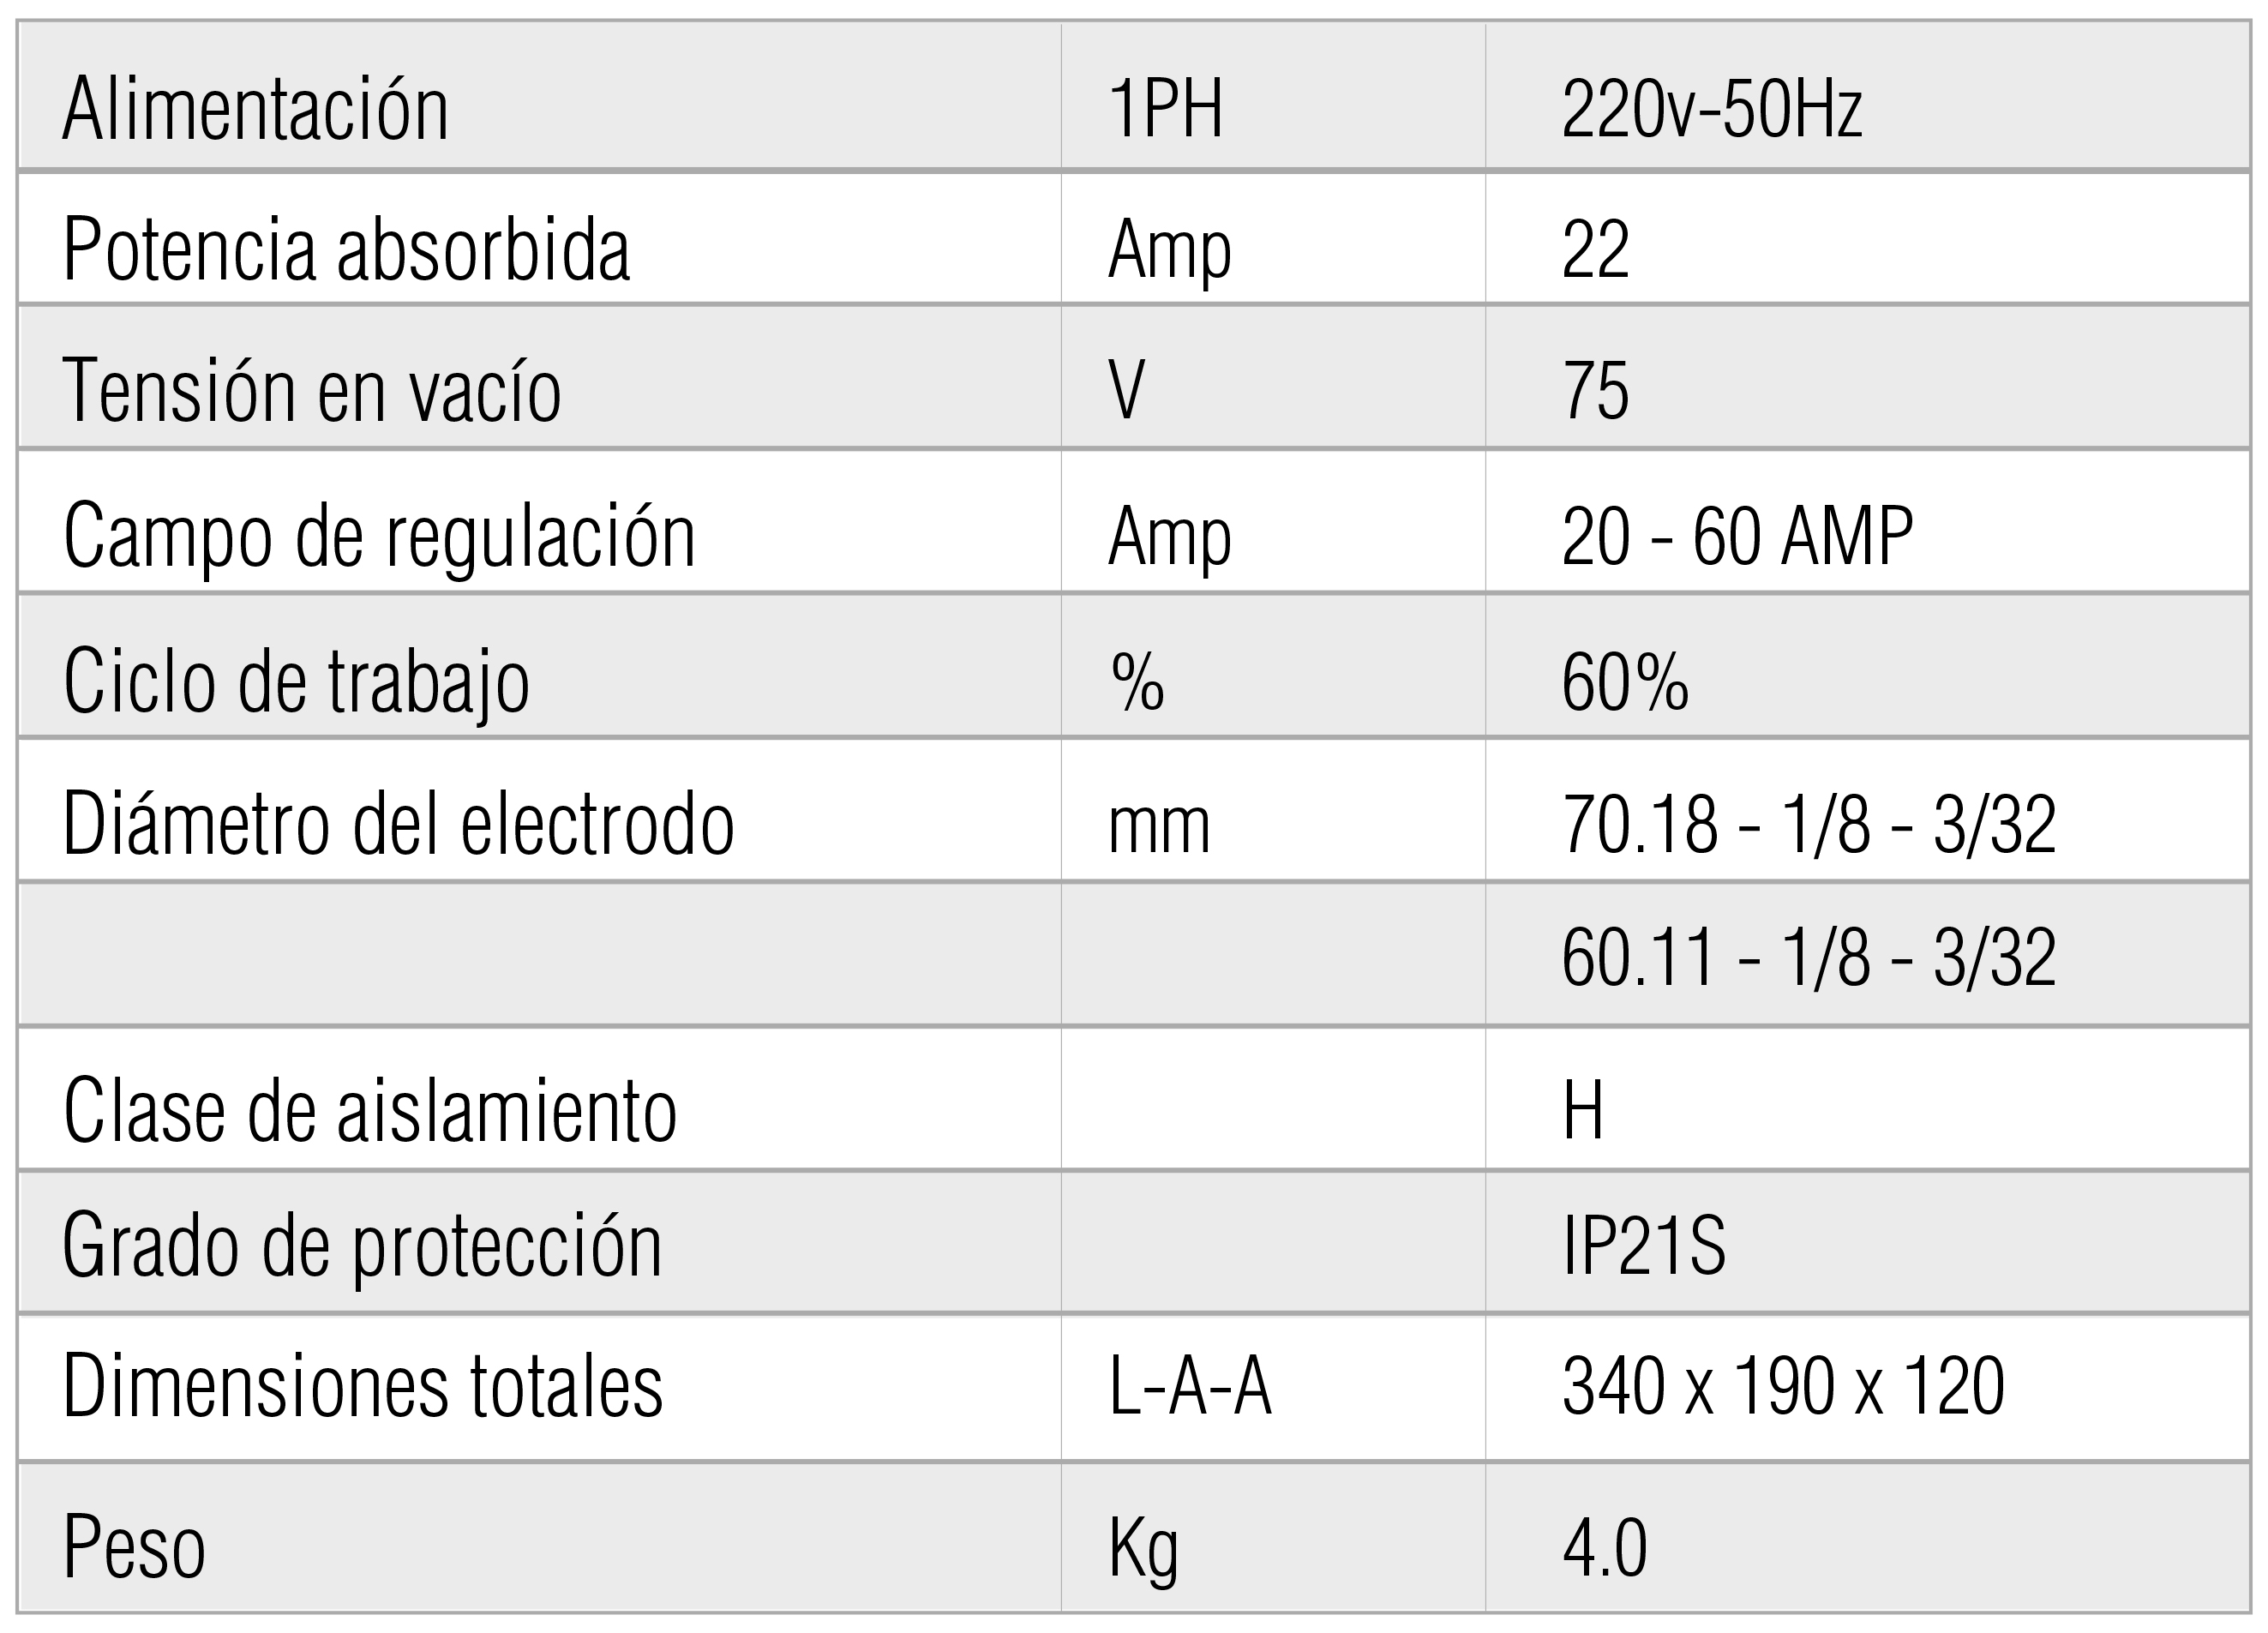 Alimentación 1PH 220v-50Hz
Potencia absorbida Amp 22
Tensión en vacío V 75
Campo de regulación Amp 20 - 60 AMP
Ciclo de trabajo % 60%
Diámetro del electrodo mm 70.18 - 1/8 - 3/32
60.11 - 1/8 - 3/32
Clase de aislamiento H
Grado de protección IP21S
Dimensiones totales L-A-A 340 x 190 x 120
Peso Kg 4.0